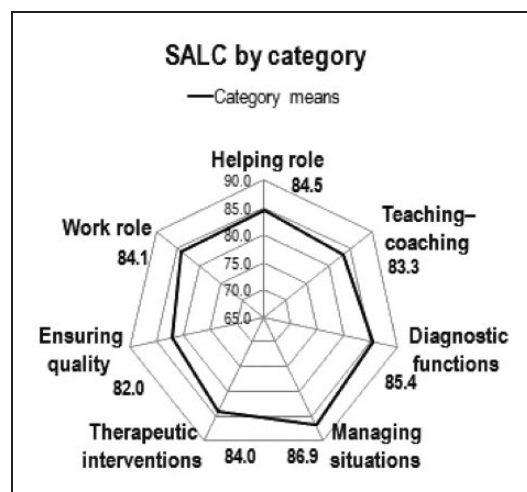 SALC by category
Category means
Helping role
84.5
90.0
85.0
80.0
75.0
70.0
65.0
Teaching–
coaching
83.3
Diagnostic
functions
85.4
Managing
situations
86.9
Therapeutic
interventions
84.0
Ensuring
quality
82.0
Work role
84.1